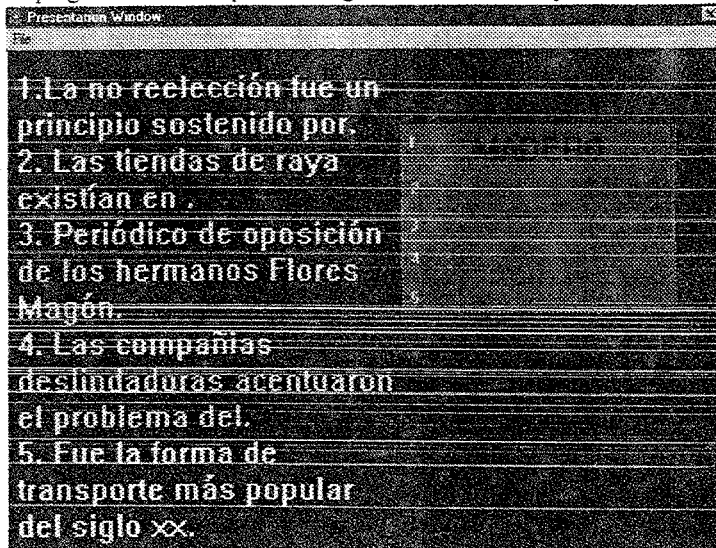 Presentation Window
File
1.La no reelección fue un
principio sostenido por.
2. Las tiendas de raya
existían en .
3. Periódico de oposición
de los hermanos Flores
Magón.
4. Las compañias
deslindaduras acentuaron
el problema del.
5. Fue la forma de
transporte más popular
del siglo xx.
1
2
3
4
5